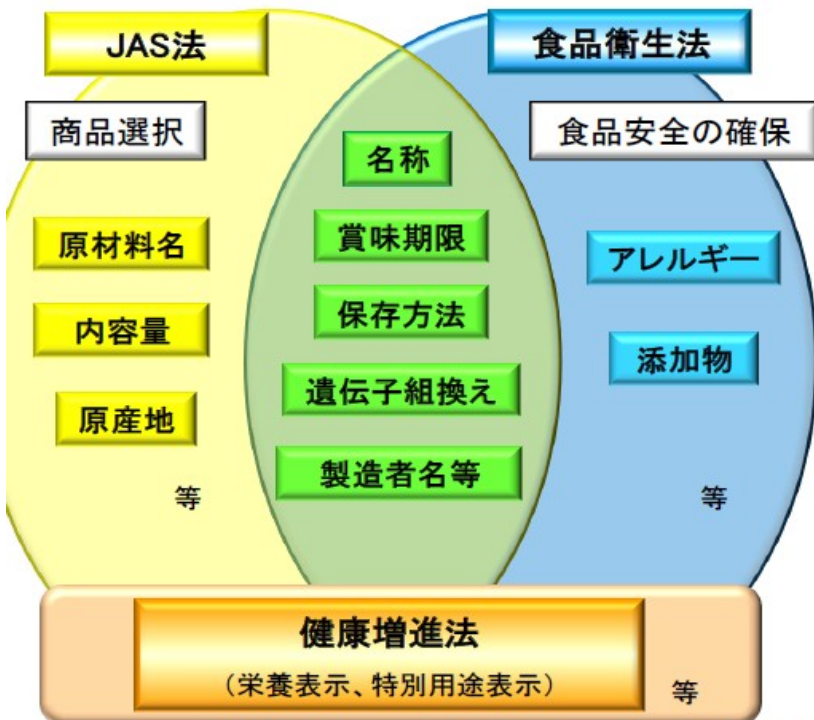 JAS法
食品衛生法
商品選択
食品安全の確保
名称
賞味期限
保存方法
遺伝子組換え
製造者名等
原材料名
内容量
原産地
等
アレルギー
添加物
等
健康増進法
（栄養表示、特別用途表示）
等